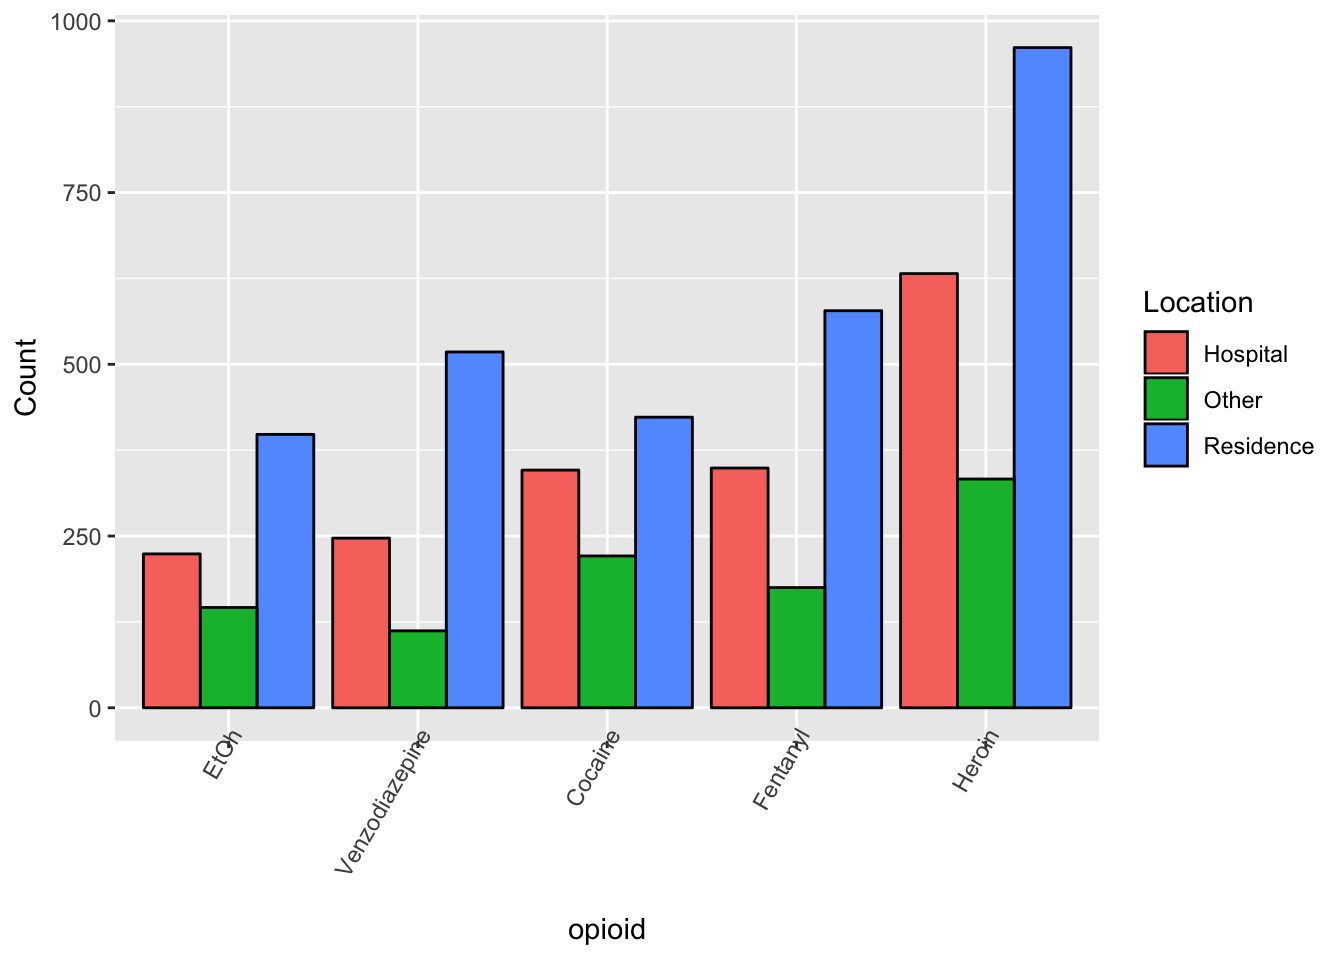 1000
750
500
250
0
Count
EtOh
Venzodiazepine
Cocaine
Fentanyl
Heroin
opioid
Location
Hospital
Other
Residence